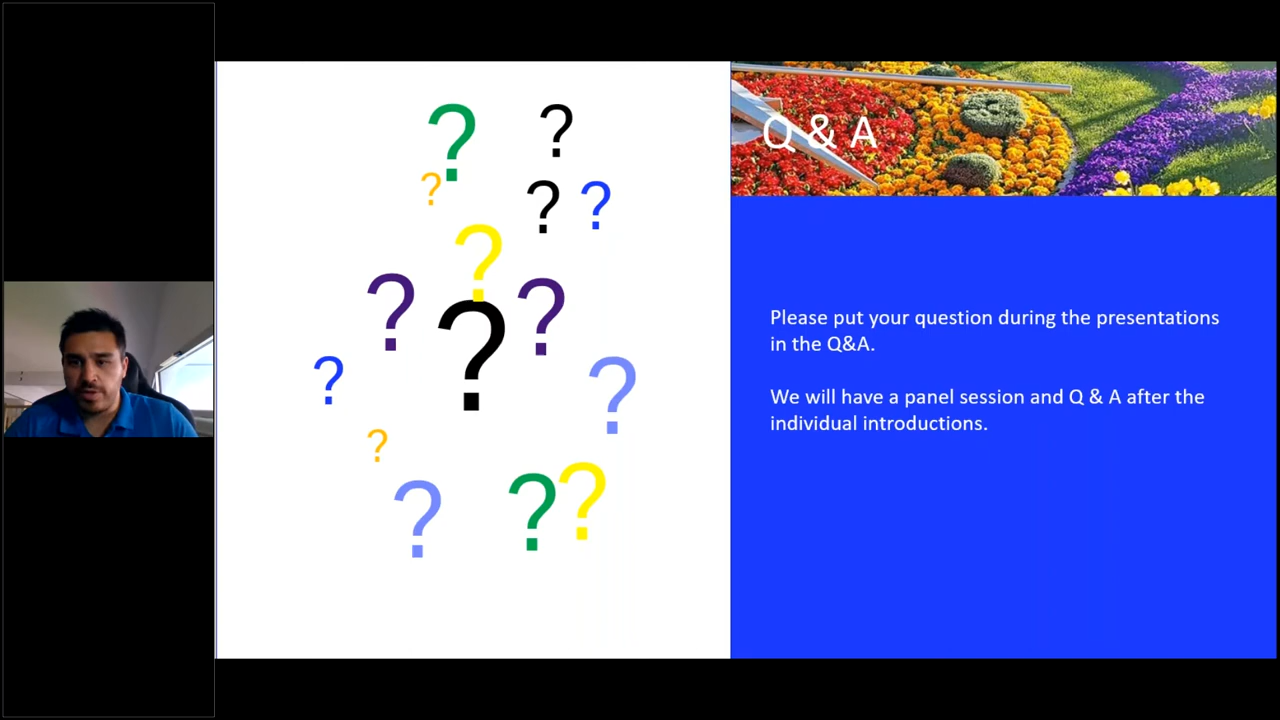 ? ?
? ? ?
?
? ? ?
? ?
?
? ? ?
Q & A
Please put your question during the presentations
in the Q&A.
We will have a panel session and Q & A after the
individual introductions.